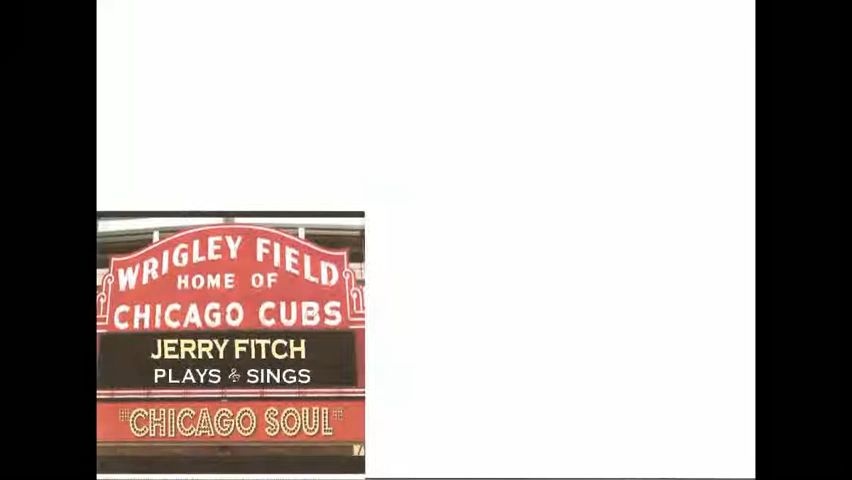 WRIGLEY FIELD
HOME OF
CHICAGO CUBS
JERRY FITCH
PLAYS & SINGS
"CHICAGO SOUL"